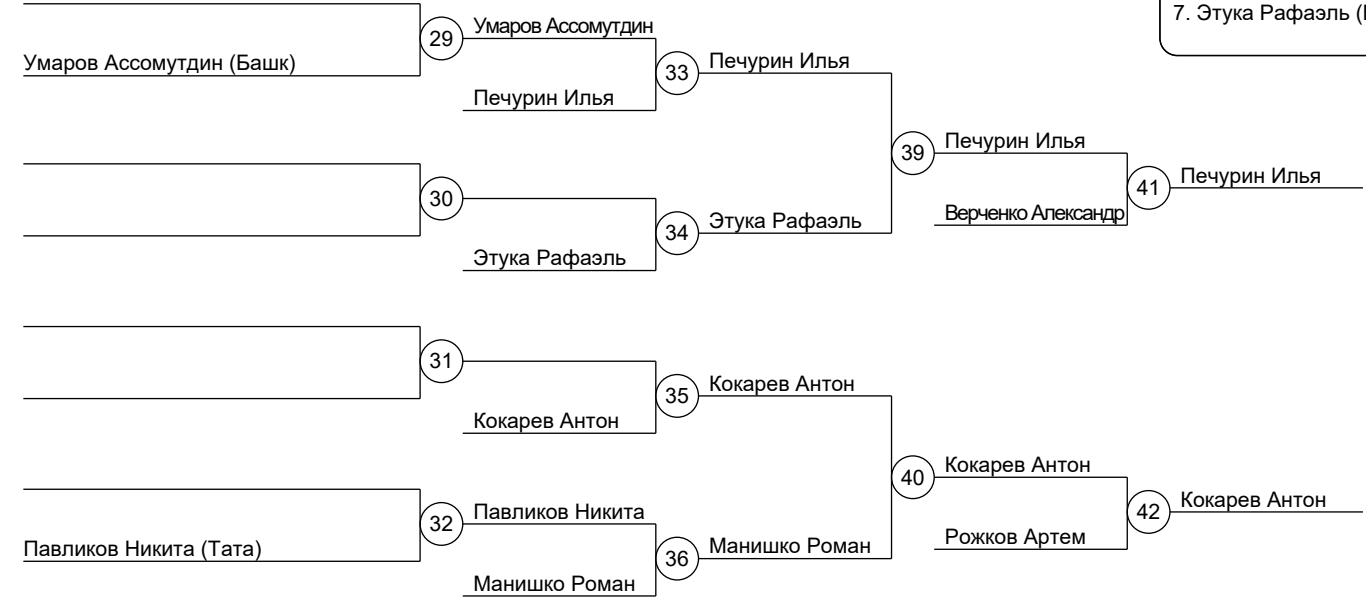 7. Этука Рафаэль (
Умаров Ассомутдин
29
Умаров Ассомутдин (Башк)
Печурин Илья
33
Печурин Илья
Печурин Илья
39
Печурин Илья
41
30
Верченко Александр
Этука Рафаэль
34
Этука Рафаэль
31
Кокарев Антон
35
Кокарев Антон
Кокарев Антон
40
Кокарев Антон
42
Павликов Никита
32
Рожков Артем
Павликов Никита (Тата)
Манишко Роман
36
Манишко Роман